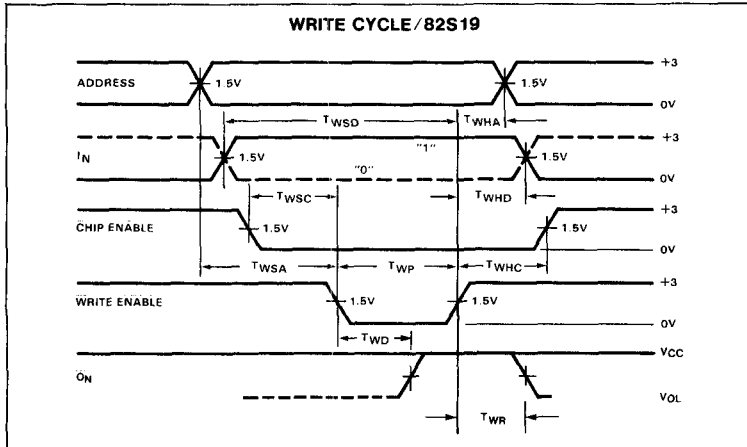 WRITE CYCLE/82S19
ADDRESS
1.5V
1.5V
+3
0V
TWSD
TWHA
IN
1.5V
"1"
"0"
1.5V
+3
0V
TWSC
TWHD
CHIP ENABLE
1.5V
1.5V
+3
0V
TWSA
TWP
TWHC
WRITE ENABLE
1.5V
1.5V
+3
0V
TWD
ON
VCC
VOL
TWR